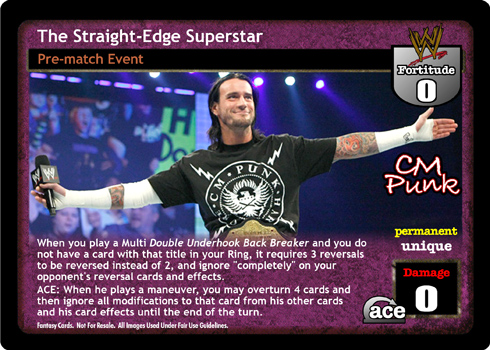 The Straight-Edge Superstar
Pre-match Event
W
Fortitude
0
CM
Punk
C.M. PUNK
permanent
unique
When you play a Multi Double Underhook Back Breaker and you do
not have a card with that title in your Ring, it requires 3 reversals
to be reversed instead of 2, and ignore "completely" on your
opponent's reversal cards and effects.
ACE: When he plays a maneuver, you may overturn 4 cards and
then ignore all modifications to that card from his other cards
and his card effects until the end of the turn.
Damage
0
ace
Fantasy Cards. Not For Resale. All Images Used Under Fair Use Guidelines.